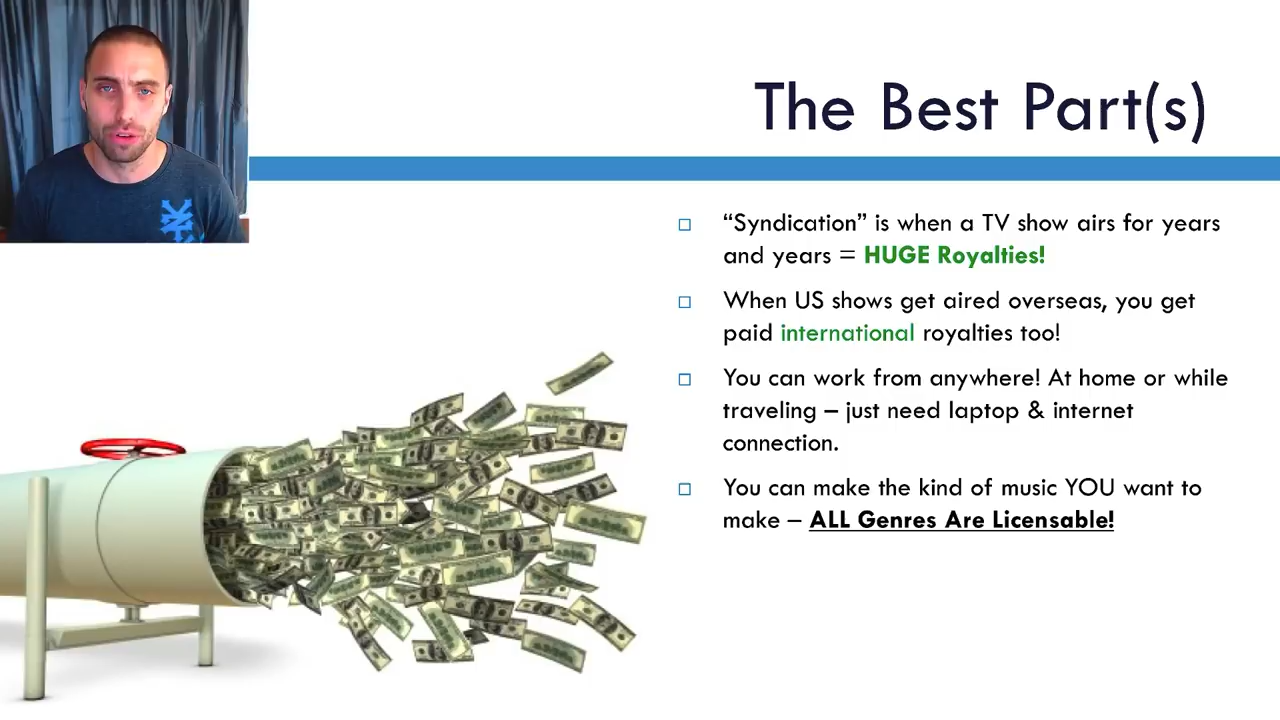 The Best Part(s)
“Syndication” is when a TV show airs for years
and years = HUGE Royalties!
When US shows get aired overseas, you get
paid international royalties too!
You can work from anywhere! At home or while
traveling – just need laptop & internet
connection.
You can make the kind of music YOU want to
make – ALL Genres Are Licensable!